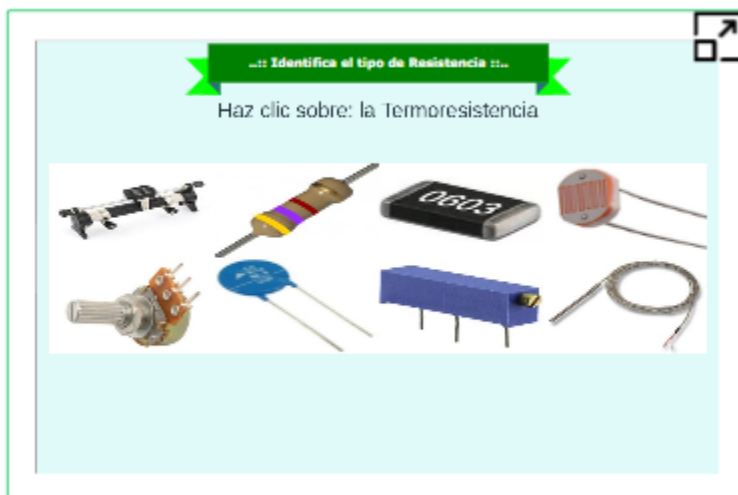 ..:: Identifica el tipo de Resistencia ::..
Haz clic sobre: la Termoresistencia
0603